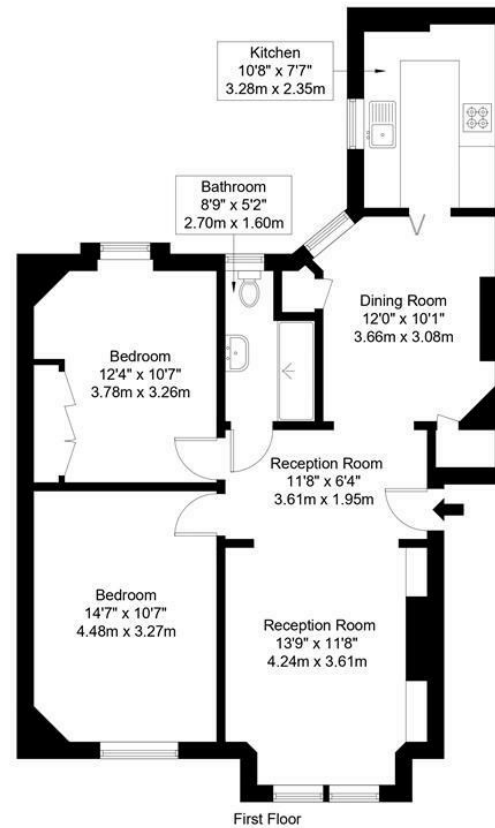 Kitchen
10'8" x 7'7"
3.28m x 2.35m
Bathroom
8'9" x 5'2"
2.70m x 1.60m
Dining Room
12'0" x 10'1"
3.66m x 3.08m
Bedroom
12'4" x 10'7"
3.78m x 3.26m
Reception Room
11'8" x 6'4"
3.61m x 1.95m
Bedroom
14'7" x 10'7"
4.48m x 3.27m
Reception Room
13'9" x 11'8"
4.24m x 3.61m
First Floor